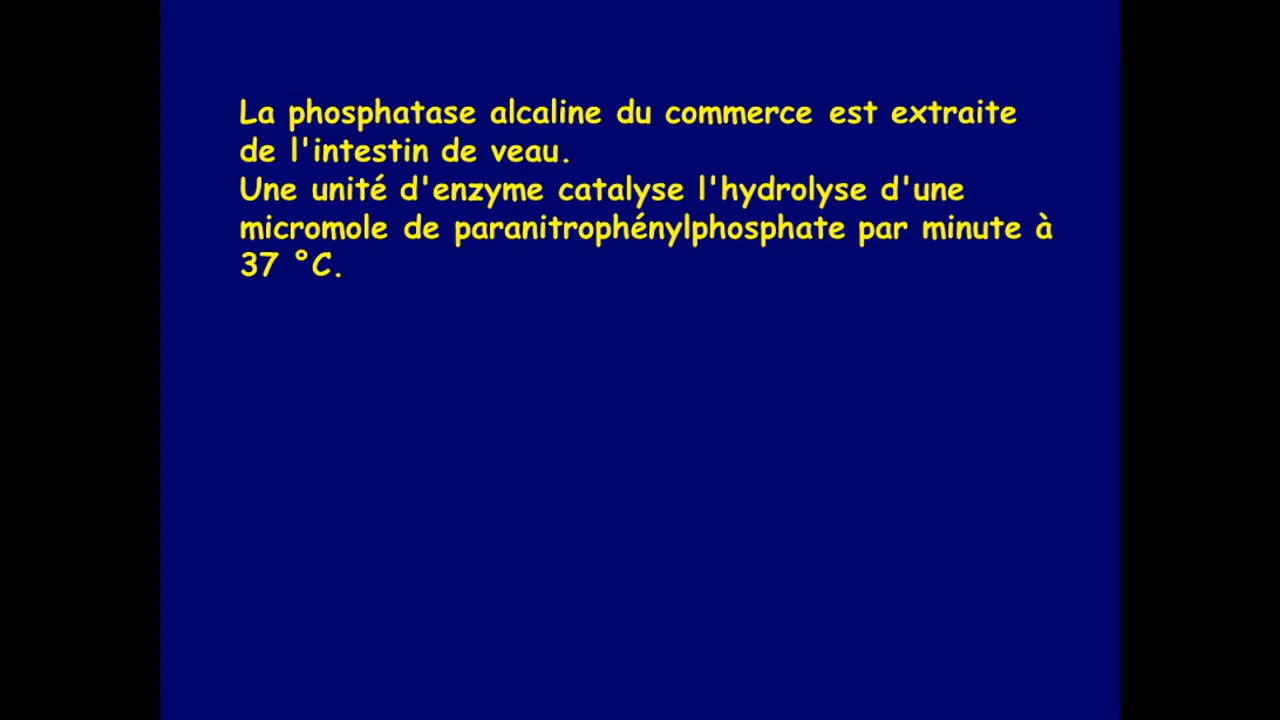 La phosphatase alcaline du commerce est extraite
de l'intestin de veau.
Une unité d'enzyme catalyse l'hydrolyse d'une
micromole de paranitrophénylphosphate par minute à
37 °C.